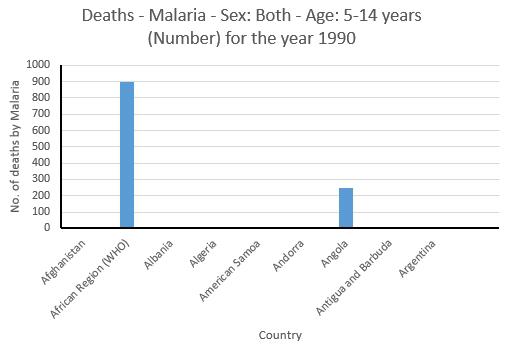 Deaths - Malaria - Sex: Both - Age: 5-14 years
(Number) for the year 1990
1000
900
800
700
600
500
400
300
200
100
0
No. of deaths by Malaria
Afghanistan
African Region (WHO)
Albania
Algeria
American Samoa
Andorra
Angola
Antigua and Barbuda
Argentina
Country